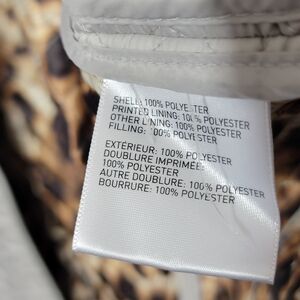 SHELL: 100% POLYESTER
PRINTED LINING: 100% POLYESTER
OTHER LINING: 100% POLYESTER
FILLING: 100% POLYESTER
EXTÉRIEUR: 100% POLYESTER
DOUBLURE IMPRIMÉE:
100% POLYESTER
AUTRE DOUBLURE: 100% POLYESTER
BOURRURE: 100% POLYESTER